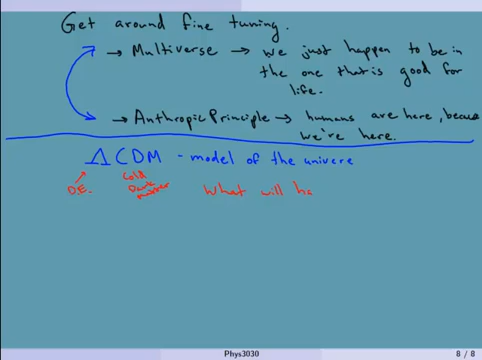 Get around fine tuning.
→ Multiverse → we just happen to be in
the one that is good for
life.
→ Anthropic Principle → humans are here, becaus
we're here.
ΛCDM - model of the univere
D.E.
Cold
Dark
matter
What will ha
Phys3030
8 / 8